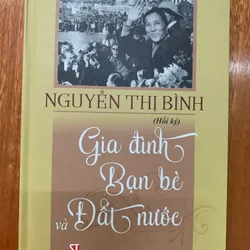 NGUYỄN THỊ BÌNH
(Hồi ký)
Gia đình
Bạn bè
và Đất nước